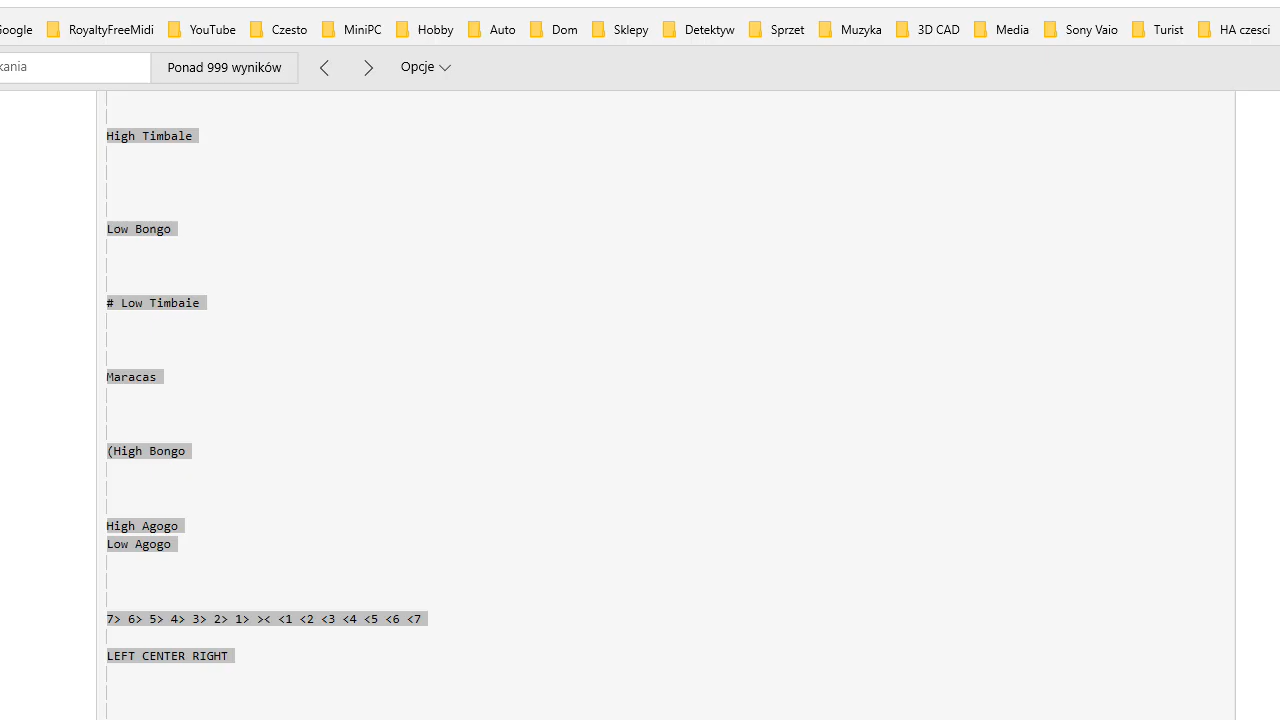 Google RoyaltyFreeMidi YouTube Czesto MiniPC Hobby Auto Dom Sklepy Detektyw Sprzet Muzyka 3D CAD Media Sony Vaio Turist HA czesci
kania Ponad 999 wyników Opcje
High Timbale
Low Bongo
# Low Timbaie
Maracas
(High Bongo
High Agogo
Low Agogo
7> 6> 5> 4> 3> 2> 1> >< <1 <2 <3 <4 <5 <6 <7
LEFT CENTER RIGHT